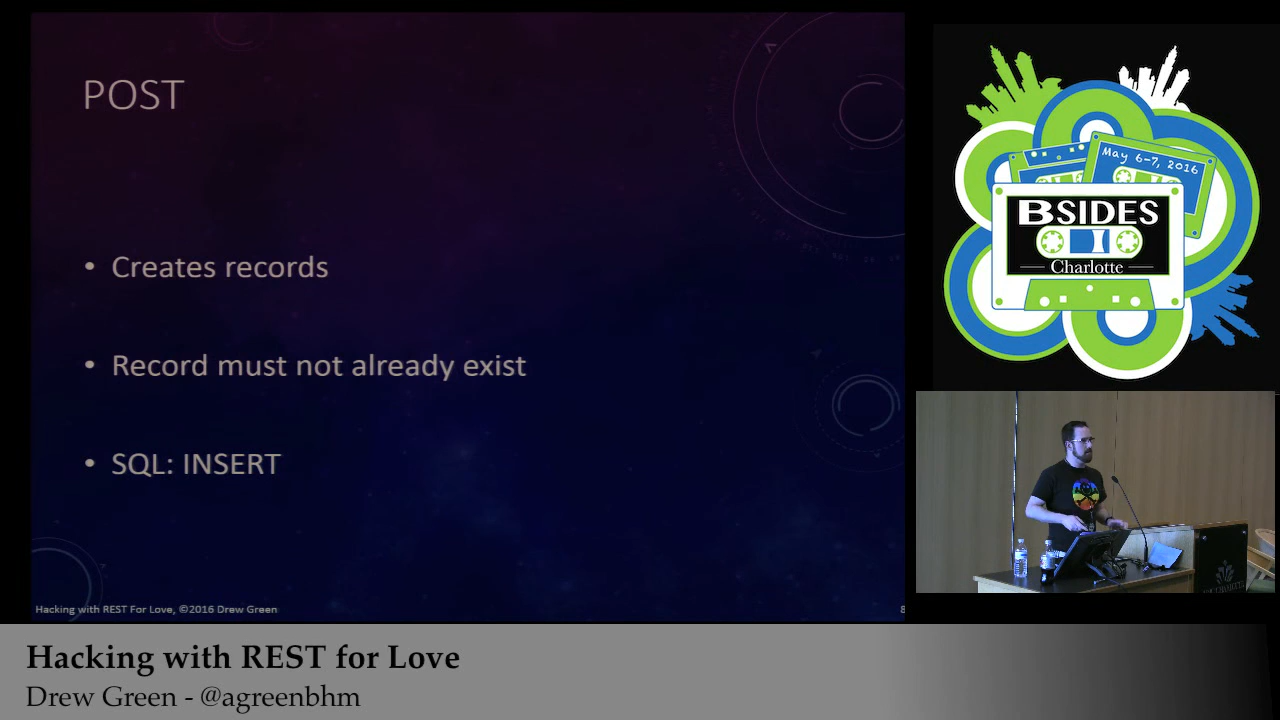 POST
• Creates records
• Record must not already exist
• SQL: INSERT
Hacking with REST For Love, ©2016 Drew Green
8
May 6-7, 2016
BSIDES
Charlotte
Hacking with REST for Love
Drew Green - @agreenbhm